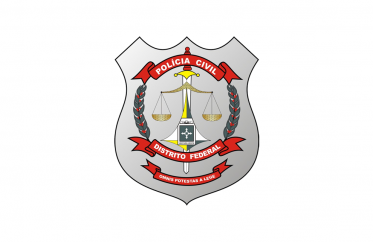 POLÍCIA CIVIL
DISTRITO FEDERAL
OMNIS POTESTAS A LEGE